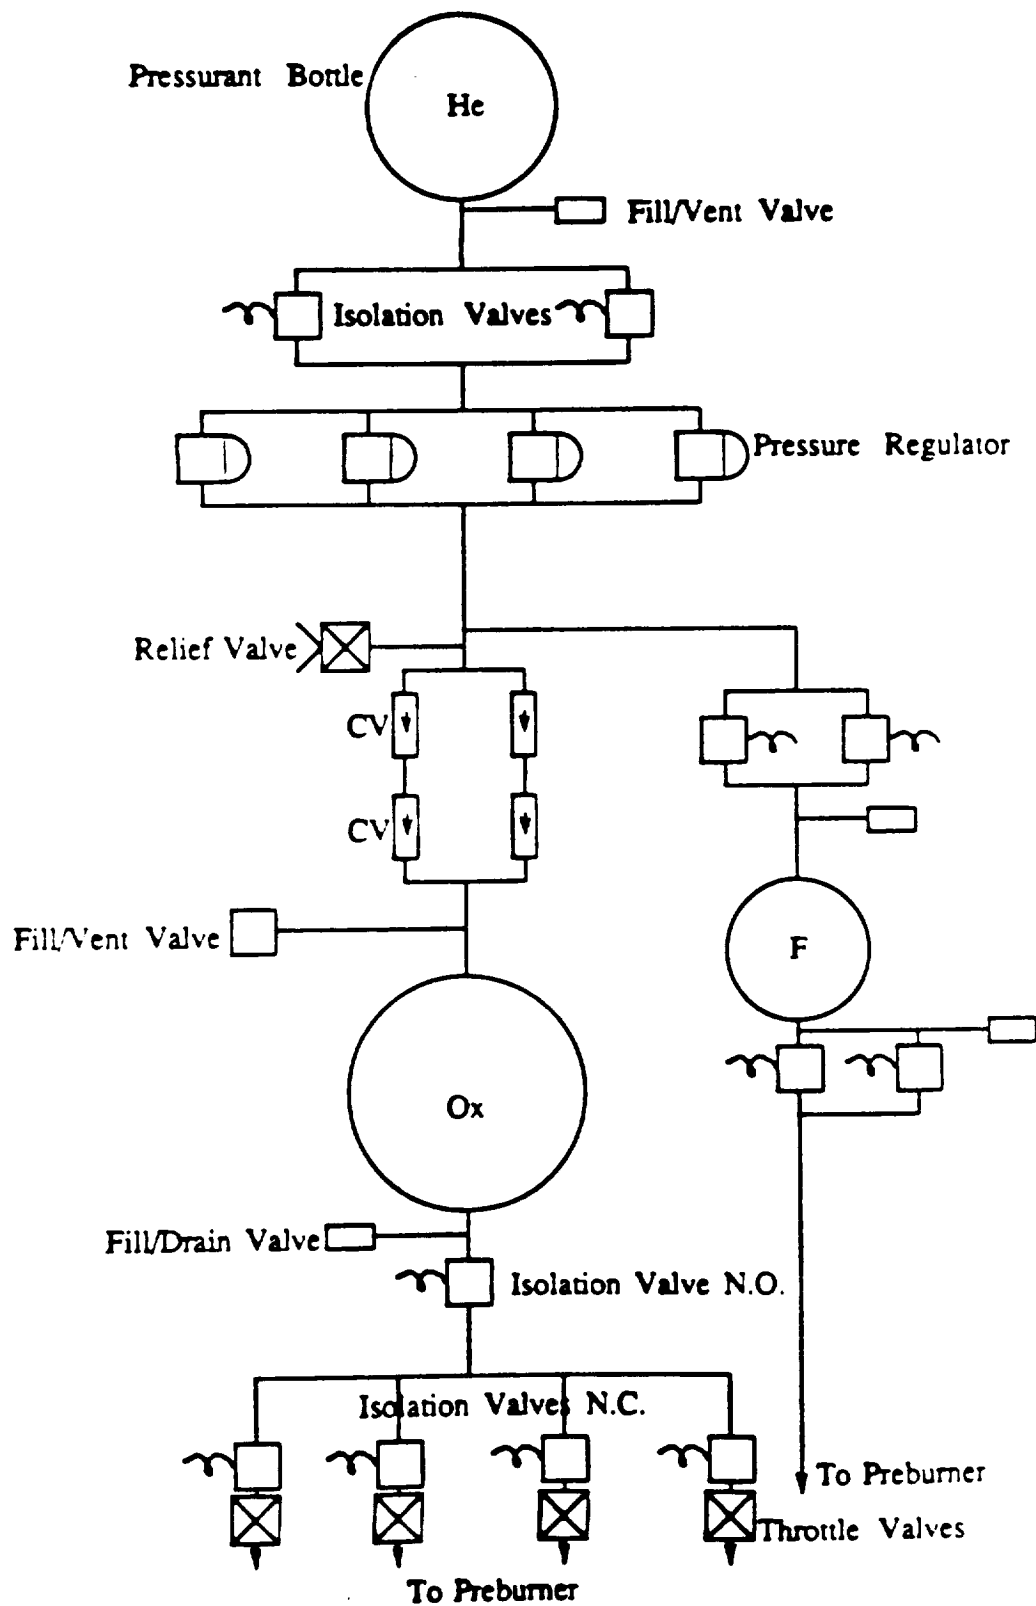 Pressurant Bottle
He
Fill/Vent Valve
Isolation Valves
Pressure Regulator
Relief Valve
CV
CV
Fill/Vent Valve
F
Ox
Fill/Drain Valve
Isolation Valve N.O.
Isolation Valves N.C.
To Preburner
Throttle Valves
To Preburner